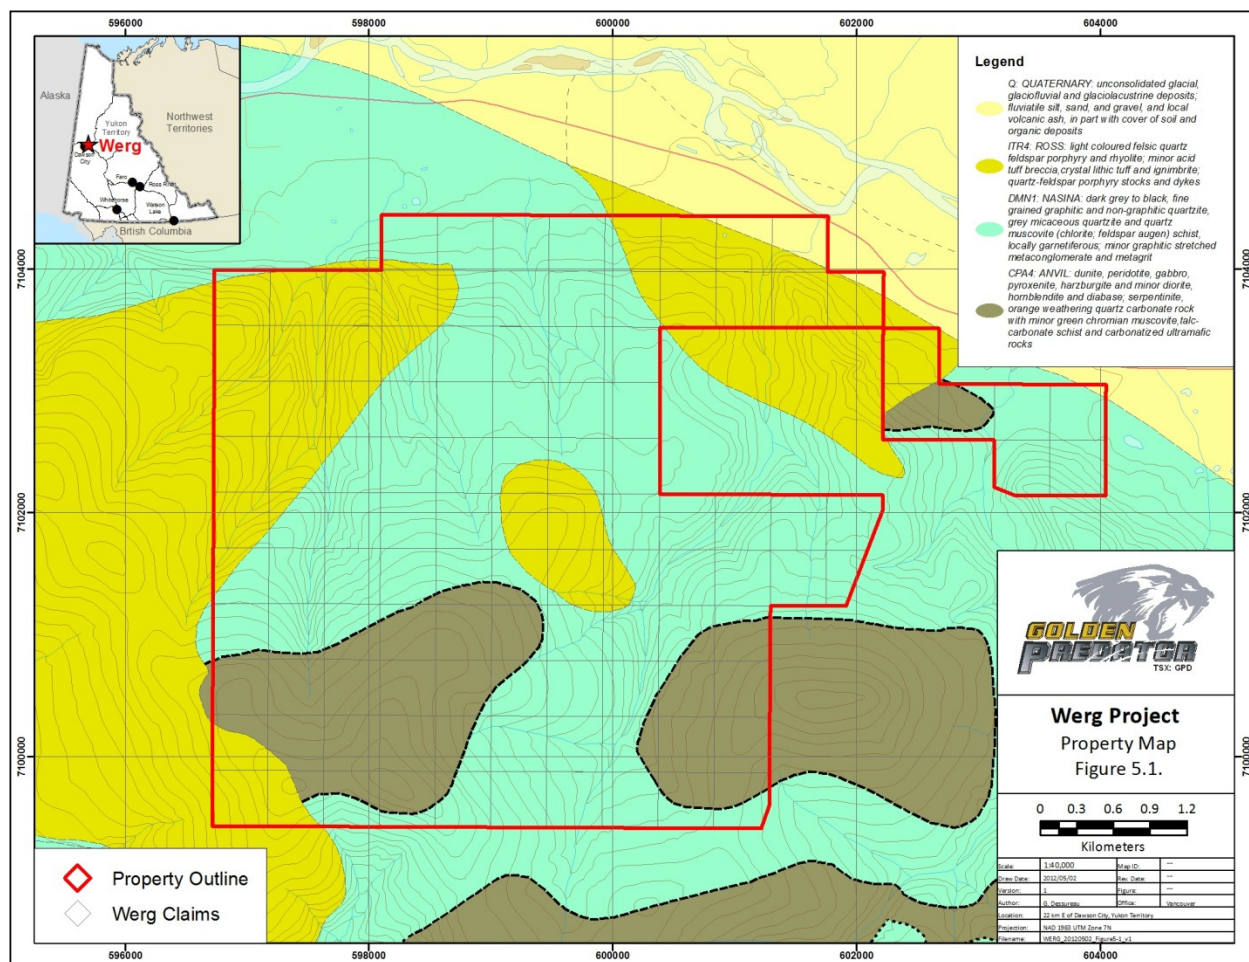 598000
600000
602000
604000
Alaska
Yukon
Territory
Northwest
Territories
Werg
Dawson
City
Faro
Ross River
Whitehorse
Watson
Lake
British Columbia
Legend
Q: QUATERNARY: unconsolidated glacial,
glaciofluvial and glaciolacustrine deposits;
fluviatile silt, sand, and gravel, and local
volcanic ash, in part with cover of soil and
organic deposits
ITR4: ROSS: light coloured felsic quartz
feldspar porphyry and rhyolite; minor acid
tuff breccia,crystal lithic tuff and ignimbrite;
quartz-feldspar porphyry stocks and dykes
DMN1: NASINA: dark grey to black, fine
grained graphitic and non-graphitic quartzite,
grey micaceous quartzite and quartz
muscovite (chlorite; feldspar augen) schist,
locally garnetiferous; minor graphitic stretched
metaconglomerate and metagrit
CPA4: ANVIL: dunite, peridotite, gabbro,
pyroxenite, harzburgite and minor diorite,
hornblendite and diabase; serpentinite,
orange weathering quartz carbonate rock
with minor green chromian muscovite,talc-
carbonate schist and carbonatized ultramafic
rocks
7104000
7104000
7102000
7102000
7100000
7100000
GOLDEN
PREDATOR
TSX: GPD
Werg Project
Property Map
Figure 5.1.
0 0.3 0.6 0.9 1.2
Kilometers
Scale: 1:40,000 Map ID: ---
Draw Date: 2012/05/02 Rev. Date: ---
Version: 1 Figure: ---
Author: G. Dessureau Office: Vancouver
Location: 22 km E of Dawson City, Yukon Territory
Projection: NAD 1983 UTM Zone 7N
Filename: WERG_20120502_Figure5-1_v1
Property Outline
Werg Claims
596000
598000
600000
602000
604000